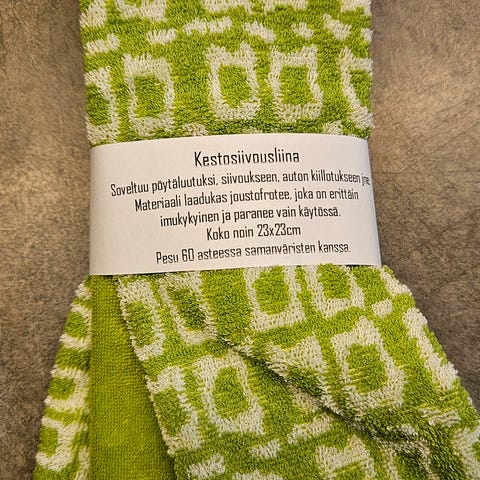 Kestosiivousliina
Soveltuu pöytäluutuksi, siivoukseen, auton kiillotukseen jne.
Materiaali laadukas joustofrotee, joka on erittäin
imukykyinen ja paranee vain käytössä.
Koko noin 23x23cm
Pesu 60 asteessa samanväristen kanssa.